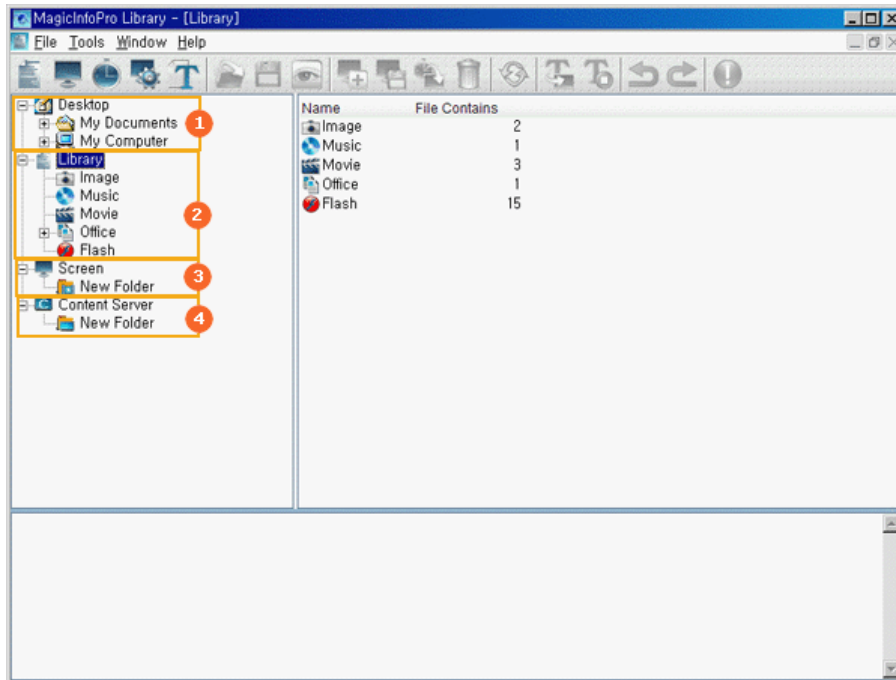 MagicInfoPro Library - [Library]
File Tools Window Help
Desktop
My Documents
My Computer
1
Library
Image
Music
Movie
Office
Flash
2
Screen
New Folder
3
Content Server
New Folder
4
Name File Contains
Image 2
Music 1
Movie 3
Office 1
Flash 15